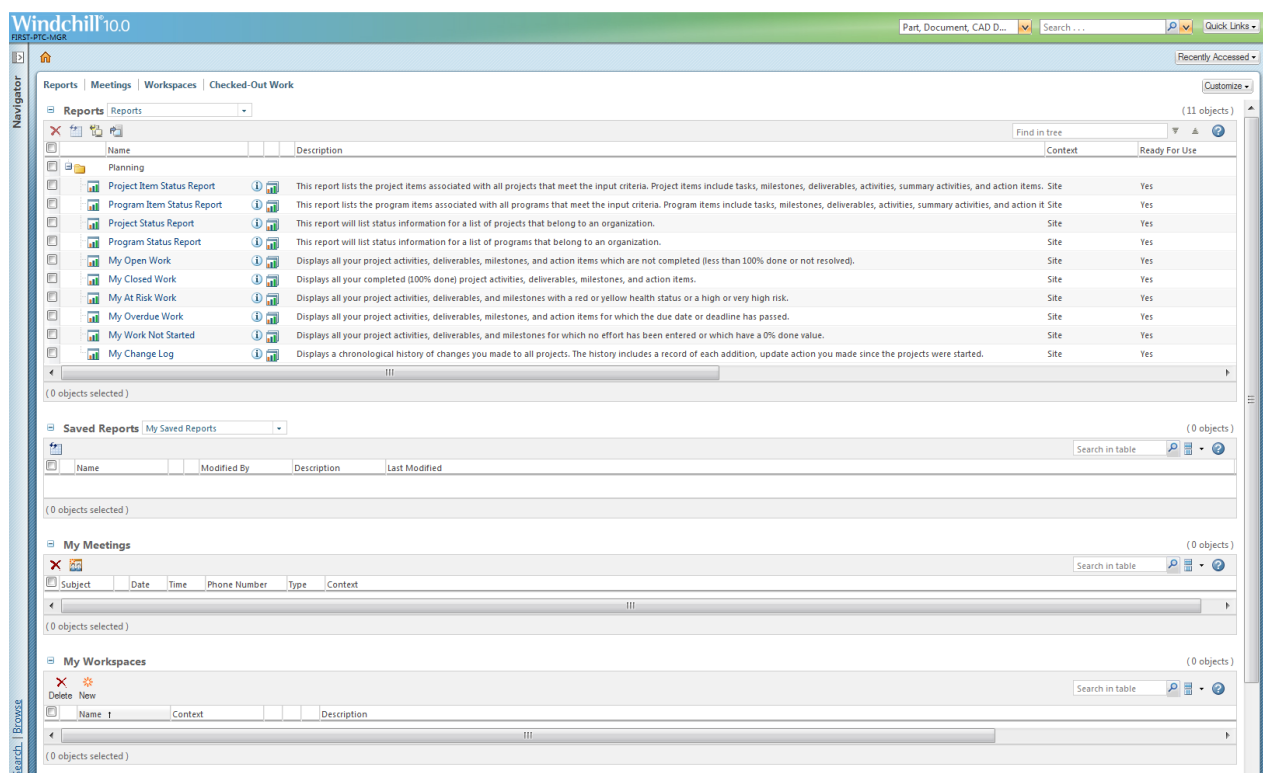 Windchill® 10.0
FIRST-PTC-MGR
Part, Document, CAD D...
Search . . .
Quick Links
Recently Accessed
Navigator
Reports | Meetings | Workspaces | Checked-Out Work
Customize
Reports Reports
( 11 objects )
Find in tree
Name Description Context Ready For Use
Planning
Project Item Status Report This report lists the project items associated with all projects that meet the input criteria. Project items include tasks, milestones, deliverables, activities, summary activities, and action items. Site Yes
Program Item Status Report This report lists the program items associated with all programs that meet the input criteria. Program items include tasks, milestones, deliverables, activities, summary activities, and action it Site Yes
Project Status Report This report will list status information for a list of projects that belong to an organization. Site Yes
Program Status Report This report will list status information for a list of programs that belong to an organization. Site Yes
My Open Work Displays all your project activities, deliverables, milestones, and action items which are not completed (less than 100% done or not resolved). Site Yes
My Closed Work Displays all your completed (100% done) project activities, deliverables, milestones, and action items. Site Yes
My At Risk Work Displays all your project activities, deliverables, and milestones with a red or yellow health status or a high or very high risk. Site Yes
My Overdue Work Displays all your project activities, deliverables, milestones, and action items for which the due date or deadline has passed. Site Yes
My Work Not Started Displays all your project activities, deliverables, and milestones for which no effort has been entered or which have a 0% done value. Site Yes
My Change Log Displays a chronological history of changes you made to all projects. The history includes a record of each addition, update action you made since the projects were started. Site Yes
( 0 objects selected )
Saved Reports My Saved Reports
( 0 objects )
Search in table
Name Modified By Description Last Modified
( 0 objects selected )
My Meetings
( 0 objects )
Search in table
Subject Date Time Phone Number Type Context
( 0 objects selected )
My Workspaces
( 0 objects )
Delete New
Search in table
Name Context Description
( 0 objects selected )
Search | Browse